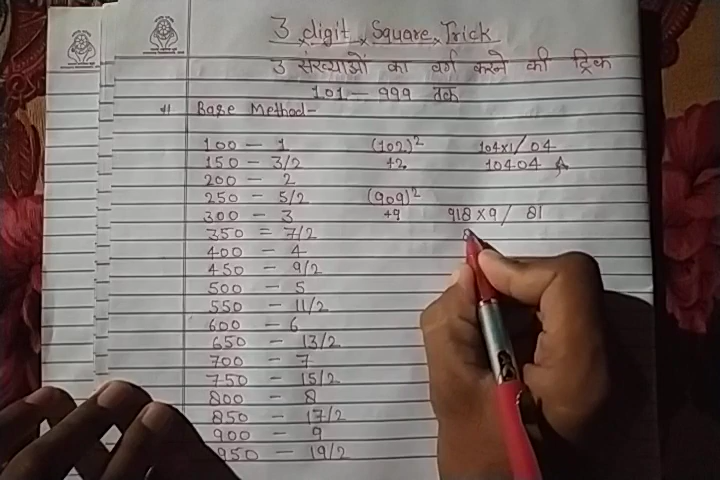 3 digit Square Trick
3 संख्याओं का वर्ग करने की ट्रिक
101 — 999 तक
# Base Method-
100 - 1 (102)² 104×1/ 04
150 - 3/2 +2 10404
200 - 2
250 - 5/2 (909)²
300 - 3 +9 918×9/ 81
350 = 7/2 8
400 - 4
450 - 9/2
500 - 5
550 - 11/2
600 - 6
650 - 13/2
700 - 7
750 - 15/2
800 - 8
850 - 17/2
900 - 9
950 - 19/2